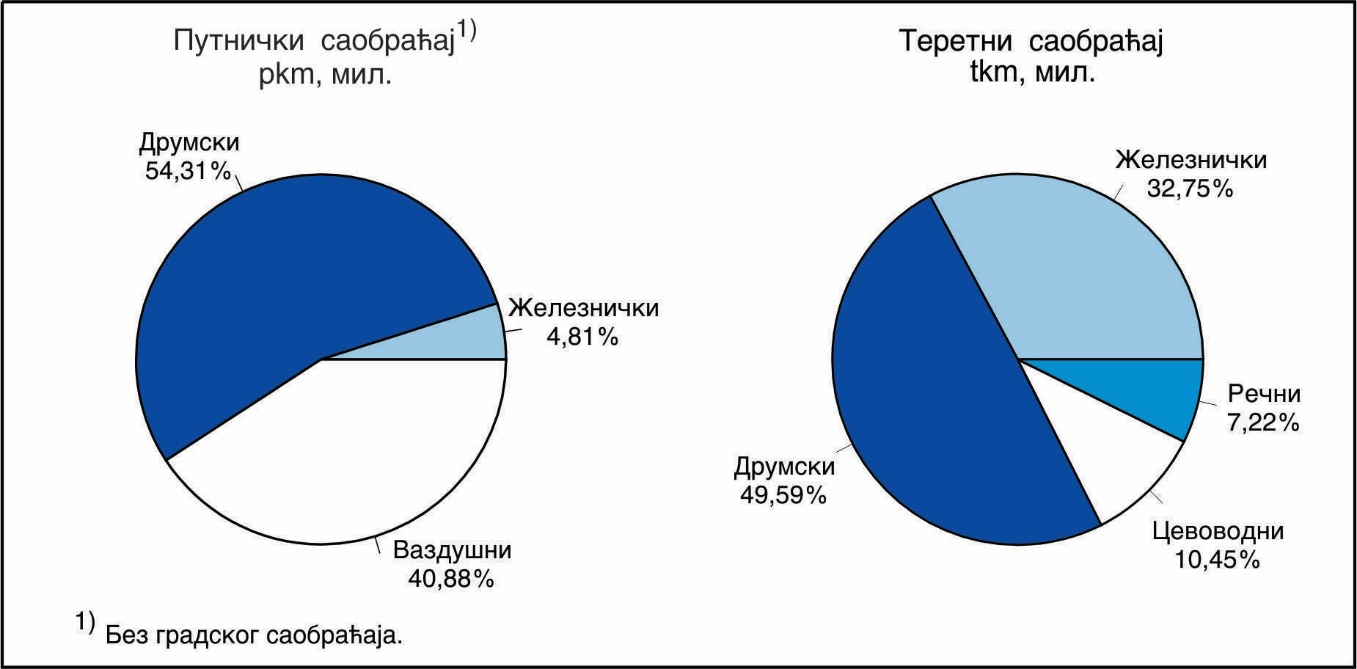 Путнички саобраћај1)
pkm, мил.
Друмски
54,31%
Железнички
4,81%
Ваздушни
40,88%
1) Без градског саобраћаја.
Теретни саобраћај
tkm, мил.
Железнички
32,75%
Речни
7,22%
Друмски
49,59%
Цевоводни
10,45%